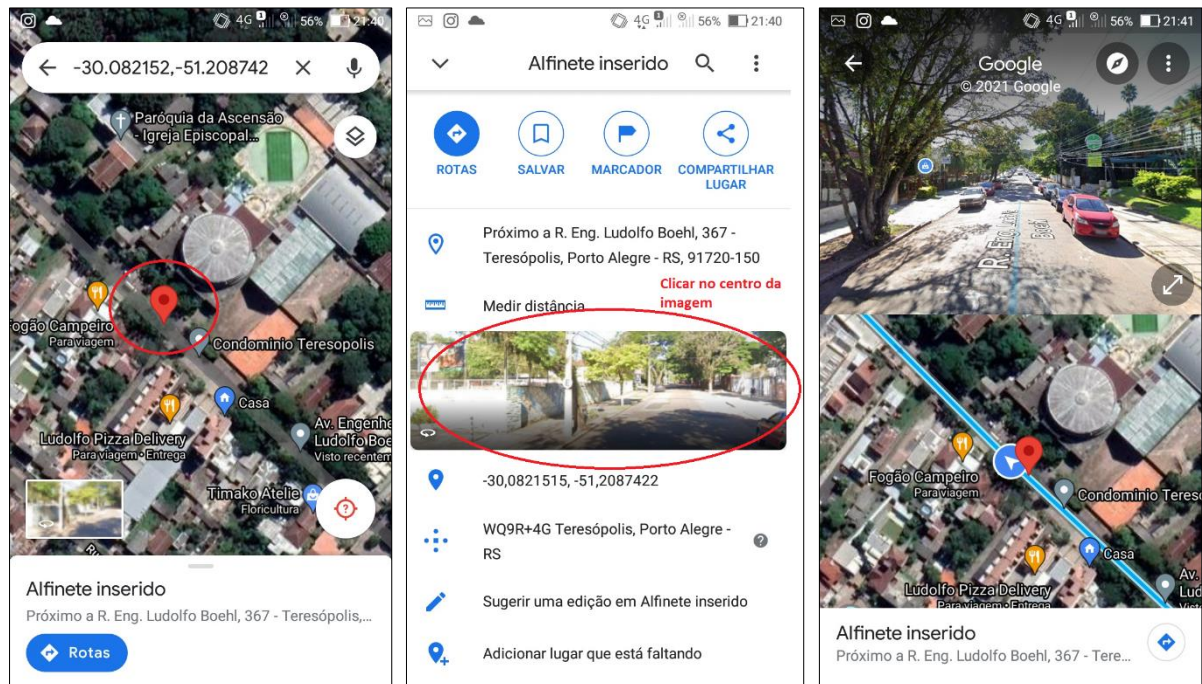 4G 56% 21:40
-30.082152,-51.208742
Paróquia da Ascensão
- Igreja Episcopal...
Fogão Campeiro
Para viagem
Condomínio Teresopolis
Casa
Av. Engenhe
Ludolfo Boe
Visto recentem
Ludolfo Pizza Delivery
Para viagem • Entrega
Timako Atelie
Floricultura
Ru
Alfinete inserido
Próximo a R. Eng. Ludolfo Boehl, 367 - Teresópolis,...
Rotas
4G 56% 21:40
Alfinete inserido
ROTAS
SALVAR
MARCADOR
COMPARTILHAR
LUGAR
Próximo a R. Eng. Ludolfo Boehl, 367 -
Teresópolis, Porto Alegre - RS, 91720-150
Clicar no centro da
imagem
Medir distância
-30,0821515, -51,2087422
WQ9R+4G Teresópolis, Porto Alegre -
RS
Sugerir uma edição em Alfinete inserido
Adicionar lugar que está faltando
4G 56% 21:41
Google
© 2021 Google
R. Eng.
Boehl
Fogão Campeiro
Para viagem
Condomínio Teres
Casa
Av.
Lud
Ludolfo Pizza Delivery
Para viagem • Entrega
Alfinete inserido
Próximo a R. Eng. Ludolfo Boehl, 367 - Tere...